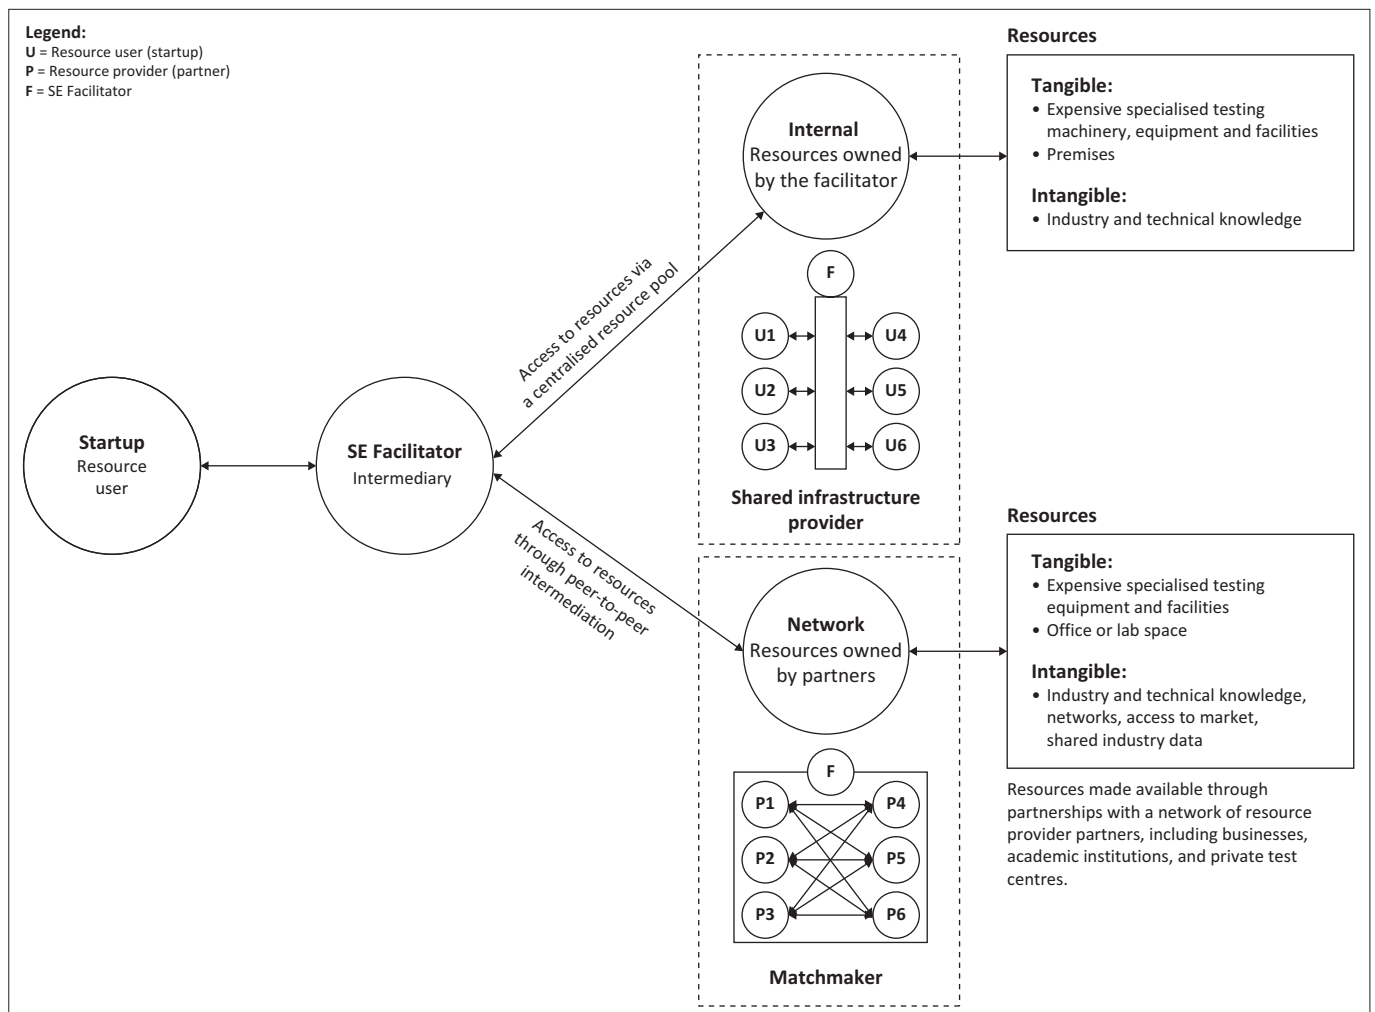 Legend:
U = Resource user (startup)
P = Resource provider (partner)
F = SE Facilitator
Startup
Resource
user
SE Facilitator
Intermediary
Access to resources via
a centralised resource pool
Access to resources
through peer-to-peer
intermediation
Internal
Resources owned
by the facilitator
F
U1
U4
U2
U5
U3
U6
Shared infrastructure
provider
Resources
Tangible:
• Expensive specialised testing
machinery, equipment and facilities
• Premises
Intangible:
• Industry and technical knowledge
Network
Resources owned
by partners
F
P1
P4
P2
P5
P3
P6
Matchmaker
Resources
Tangible:
• Expensive specialised testing
equipment and facilities
• Office or lab space
Intangible:
• Industry and technical knowledge,
networks, access to market,
shared industry data
Resources made available through
partnerships with a network of resource
provider partners, including businesses,
academic institutions, and private test
centres.